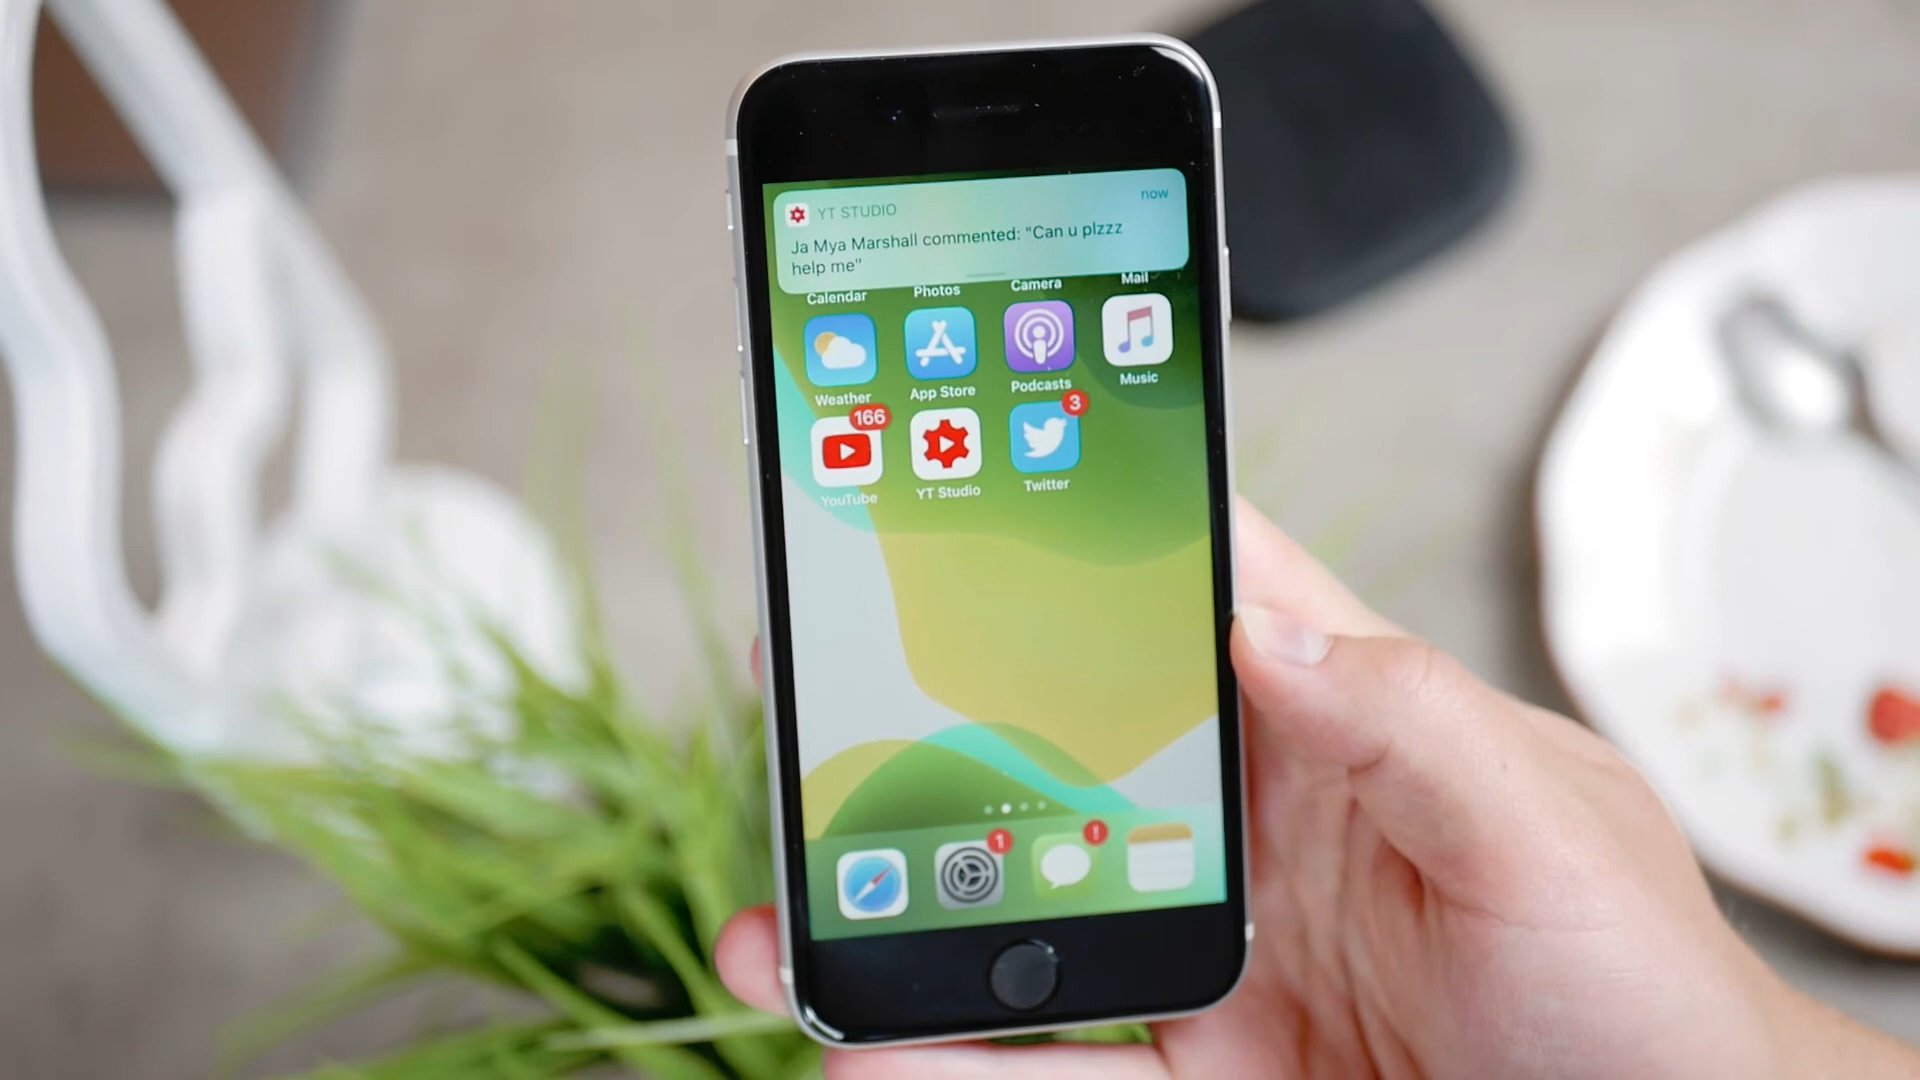 YT STUDIO
now
Ja Mya Marshall commented: "Can u plzzz
help me"
Calendar
Photos
Camera
Mail
Weather
App Store
Podcasts
Music
166
3
YouTube
YT Studio
Twitter
1
!